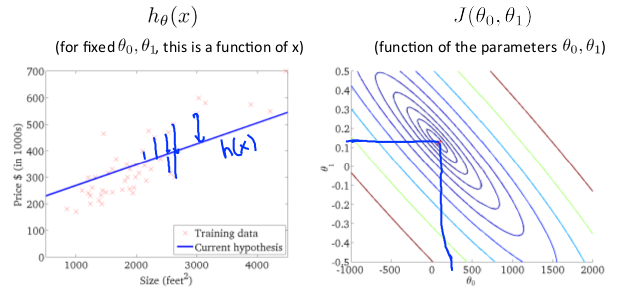 h_θ(x)
(for fixed θ₀, θ₁, this is a function of x)
700
600
500
400
300
200
100
0
Price $ (in 1000s)
1000
2000
3000
4000
Size (feet²)
Training data
Current hypothesis
h(x)
J(θ₀, θ₁)
(function of the parameters θ₀, θ₁)
0.5
0.4
0.3
0.2
0.1
0
-0.1
-0.2
-0.3
-0.4
-0.5
θ₁
-1000
-500
0
500
1000
1500
2000
θ₀